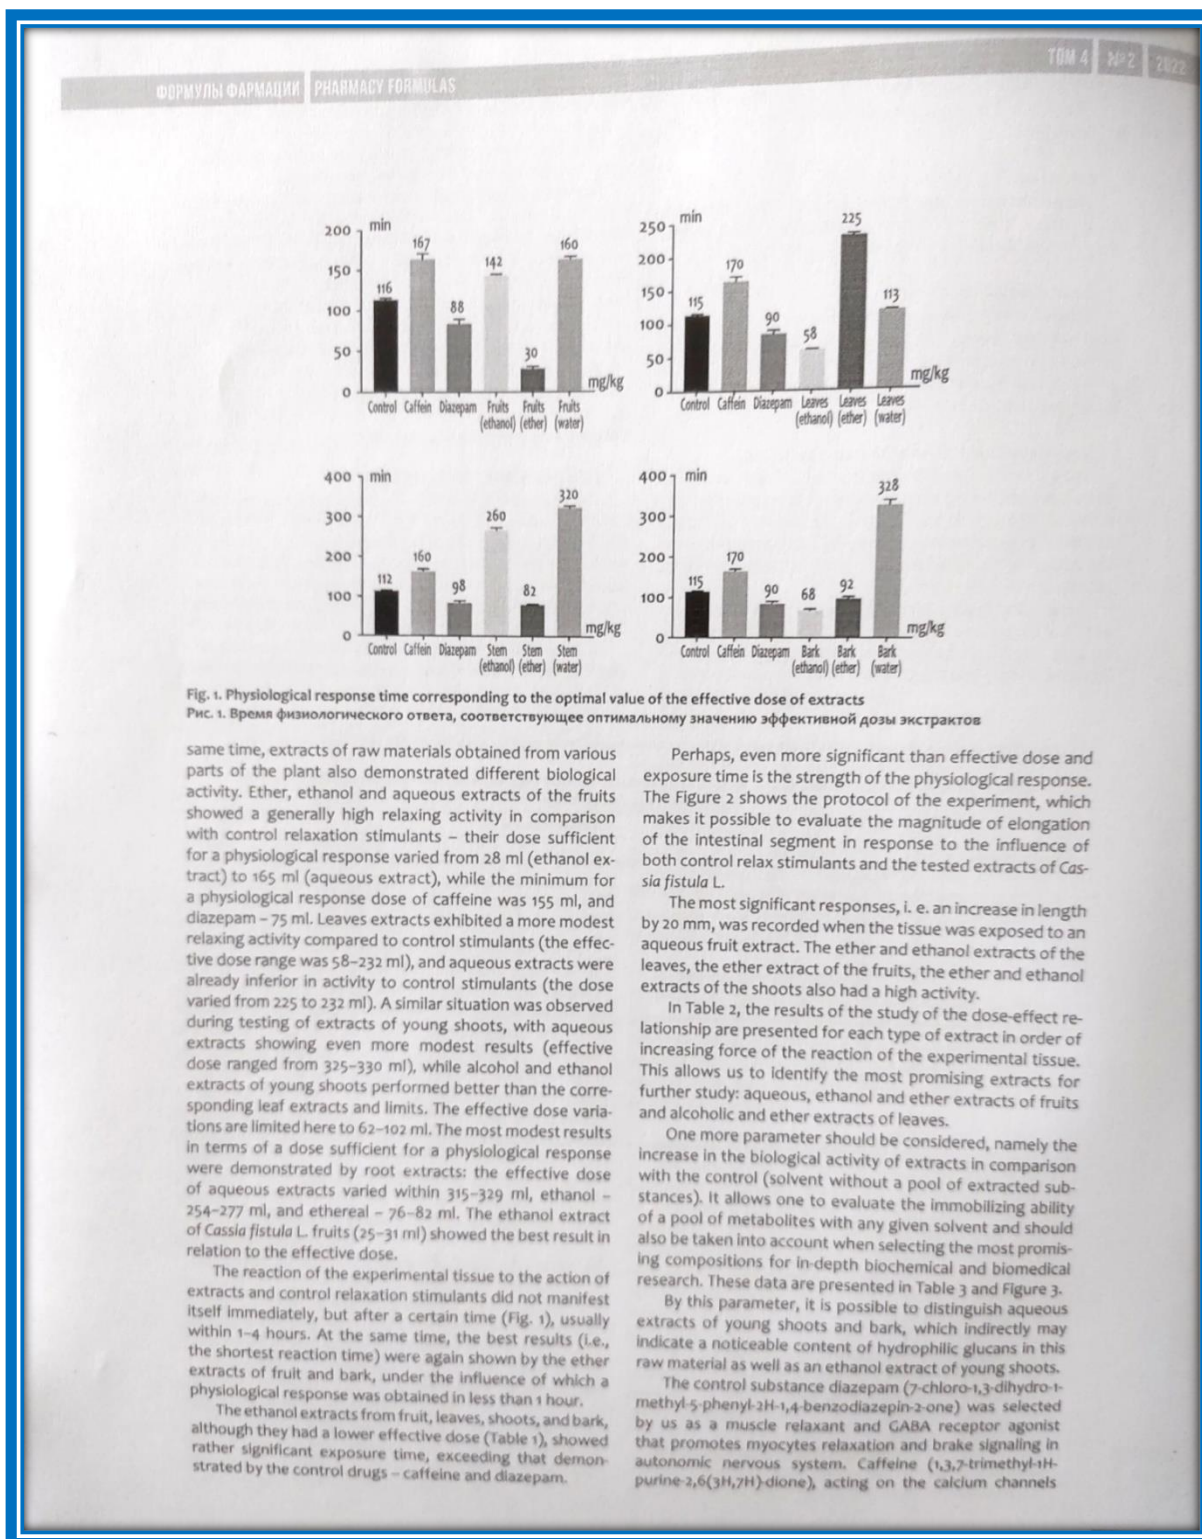 ФОРМУЛЫ ФАРМАЦИИ PHARMACY FORMULAS
ТОМ 4 №2 2022
min
200
150
100
50
0
116
167
88
142
30
160
mg/kg
Control Caffein Diazepam Fruits (ethanol) Fruits (ether) Fruits (water)
min
250
200
150
100
50
0
115
170
90
58
225
113
mg/kg
Control Caffein Diazepam Leaves (ethanol) Leaves (ether) Leaves (water)
min
400
300
200
100
0
112
160
98
260
82
320
mg/kg
Control Caffein Diazepam Stem (ethanol) Stem (ether) Stem (water)
min
400
300
200
100
0
115
170
90
68
92
328
mg/kg
Control Caffein Diazepam Bark (ethanol) Bark (ether) Bark (water)
Fig. 1. Physiological response time corresponding to the optimal value of the effective dose of extracts
Рис. 1. Время физиологического ответа, соответствующее оптимальному значению эффективной дозы экстрактов
same time, extracts of raw materials obtained from various
parts of the plant also demonstrated different biological
activity. Ether, ethanol and aqueous extracts of the fruits
showed a generally high relaxing activity in comparison
with control relaxation stimulants – their dose sufficient
for a physiological response varied from 28 ml (ethanol ex-
tract) to 165 ml (aqueous extract), while the minimum for
a physiological response dose of caffeine was 155 ml, and
diazepam – 75 ml. Leaves extracts exhibited a more modest
relaxing activity compared to control stimulants (the effec-
tive dose range was 58–232 ml), and aqueous extracts were
already inferior in activity to control stimulants (the dose
varied from 225 to 232 ml). A similar situation was observed
during testing of extracts of young shoots, with aqueous
extracts showing even more modest results (effective
dose ranged from 325–330 ml), while alcohol and ethanol
extracts of young shoots performed better than the corre-
sponding leaf extracts and limits. The effective dose varia-
tions are limited here to 62–102 ml. The most modest results
in terms of a dose sufficient for a physiological response
were demonstrated by root extracts: the effective dose
of aqueous extracts varied within 315–329 ml, ethanol –
254–277 ml, and ethereal – 76–82 ml. The ethanol extract
of Cassia fistula L. fruits (25–31 ml) showed the best result in
relation to the effective dose.
The reaction of the experimental tissue to the action of
extracts and control relaxation stimulants did not manifest
itself immediately, but after a certain time (Fig. 1), usually
within 1–4 hours. At the same time, the best results (i.e.,
the shortest reaction time) were again shown by the ether
extracts of fruit and bark, under the influence of which a
physiological response was obtained in less than 1 hour.
The ethanol extracts from fruit, leaves, shoots, and bark,
although they had a lower effective dose (Table 1), showed
rather significant exposure time, exceeding that demon-
strated by the control drugs – caffeine and diazepam.
Perhaps, even more significant than effective dose and
exposure time is the strength of the physiological response.
The Figure 2 shows the protocol of the experiment, which
makes it possible to evaluate the magnitude of elongation
of the intestinal segment in response to the influence of
both control relax stimulants and the tested extracts of Cas-
sia fistula L.
The most significant responses, i. e. an increase in length
by 20 mm, was recorded when the tissue was exposed to an
aqueous fruit extract. The ether and ethanol extracts of the
leaves, the ether extract of the fruits, the ether and ethanol
extracts of the shoots also had a high activity.
In Table 2, the results of the study of the dose-effect re-
lationship are presented for each type of extract in order of
increasing force of the reaction of the experimental tissue.
This allows us to identify the most promising extracts for
further study: aqueous, ethanol and ether extracts of fruits
and alcoholic and ether extracts of leaves.
One more parameter should be considered, namely the
increase in the biological activity of extracts in comparison
with the control (solvent without a pool of extracted sub-
stances). It allows one to evaluate the immobilizing ability
of a pool of metabolites with any given solvent and should
also be taken into account when selecting the most promis-
ing compositions for in-depth biochemical and biomedical
research. These data are presented in Table 3 and Figure 3.
By this parameter, it is possible to distinguish aqueous
extracts of young shoots and bark, which indirectly may
indicate a noticeable content of hydrophilic glucans in this
raw material as well as an ethanol extract of young shoots.
The control substance diazepam (7-chloro-1,3-dihydro-1-
methyl-5-phenyl-2H-1,4-benzodiazepin-2-one) was selected
by us as a muscle relaxant and GABA receptor agonist
that promotes myocytes relaxation and brake signaling in
autonomic nervous system. Caffeine (1,3,7-trimethyl-1H-
purine-2,6(3H,7H)-dione), acting on the calcium channels